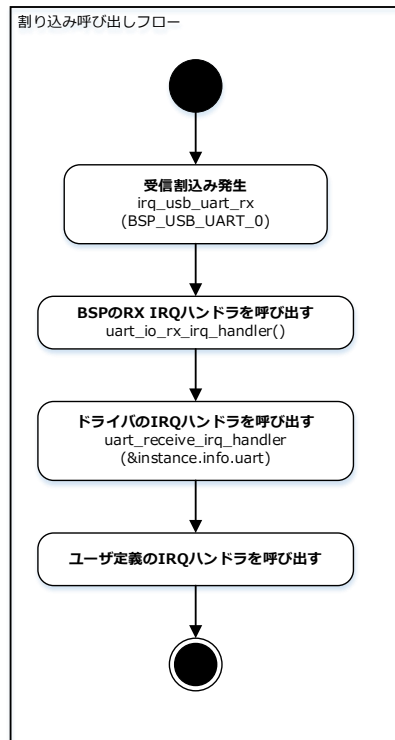 割り込み呼び出しフロー
受信割込み発生
irq_usb_uart_rx
(BSP_USB_UART_0)
BSPのRX IRQハンドラを呼び出す
uart_io_rx_irq_handler()
ドライバのIRQハンドラを呼び出す
uart_receive_irq_handler
(&instance.info.uart)
ユーザ定義のIRQハンドラを呼び出す